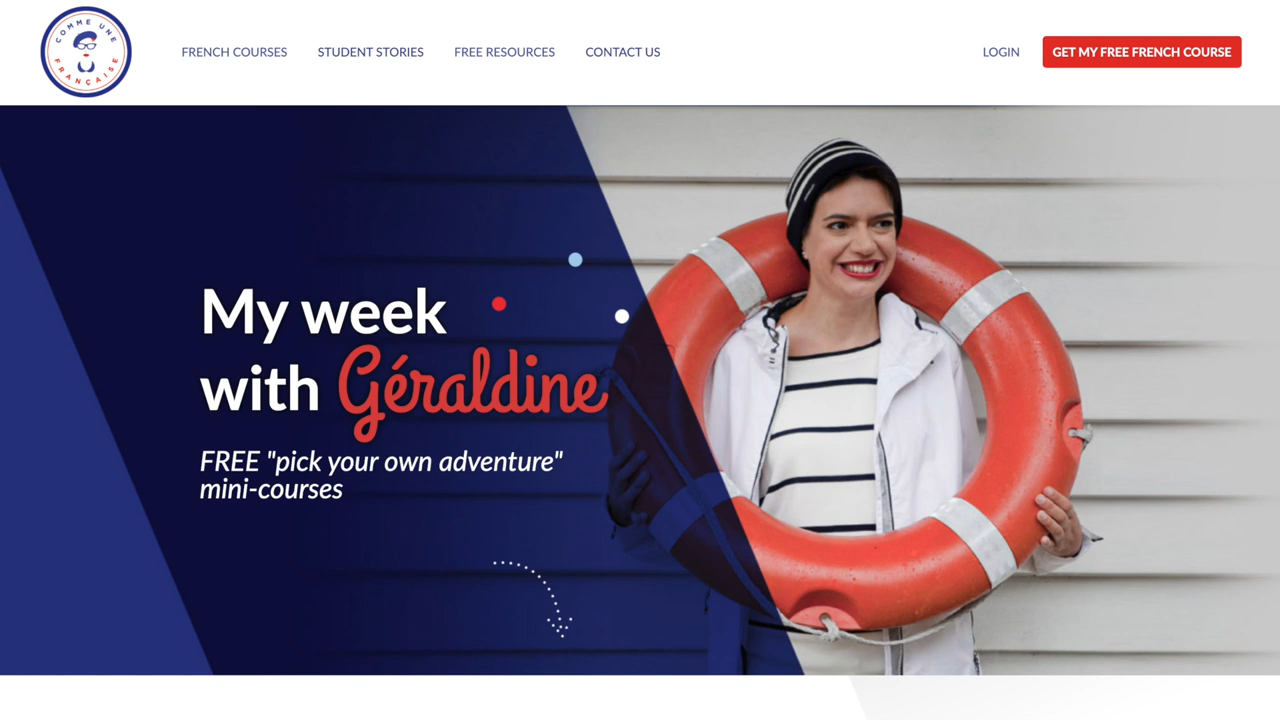 COMME UNE
FRANÇAISE
FRENCH COURSES
STUDENT STORIES
FREE RESOURCES
CONTACT US
LOGIN
GET MY FREE FRENCH COURSE
My week
with Géraldine
FREE "pick your own adventure"
mini-courses